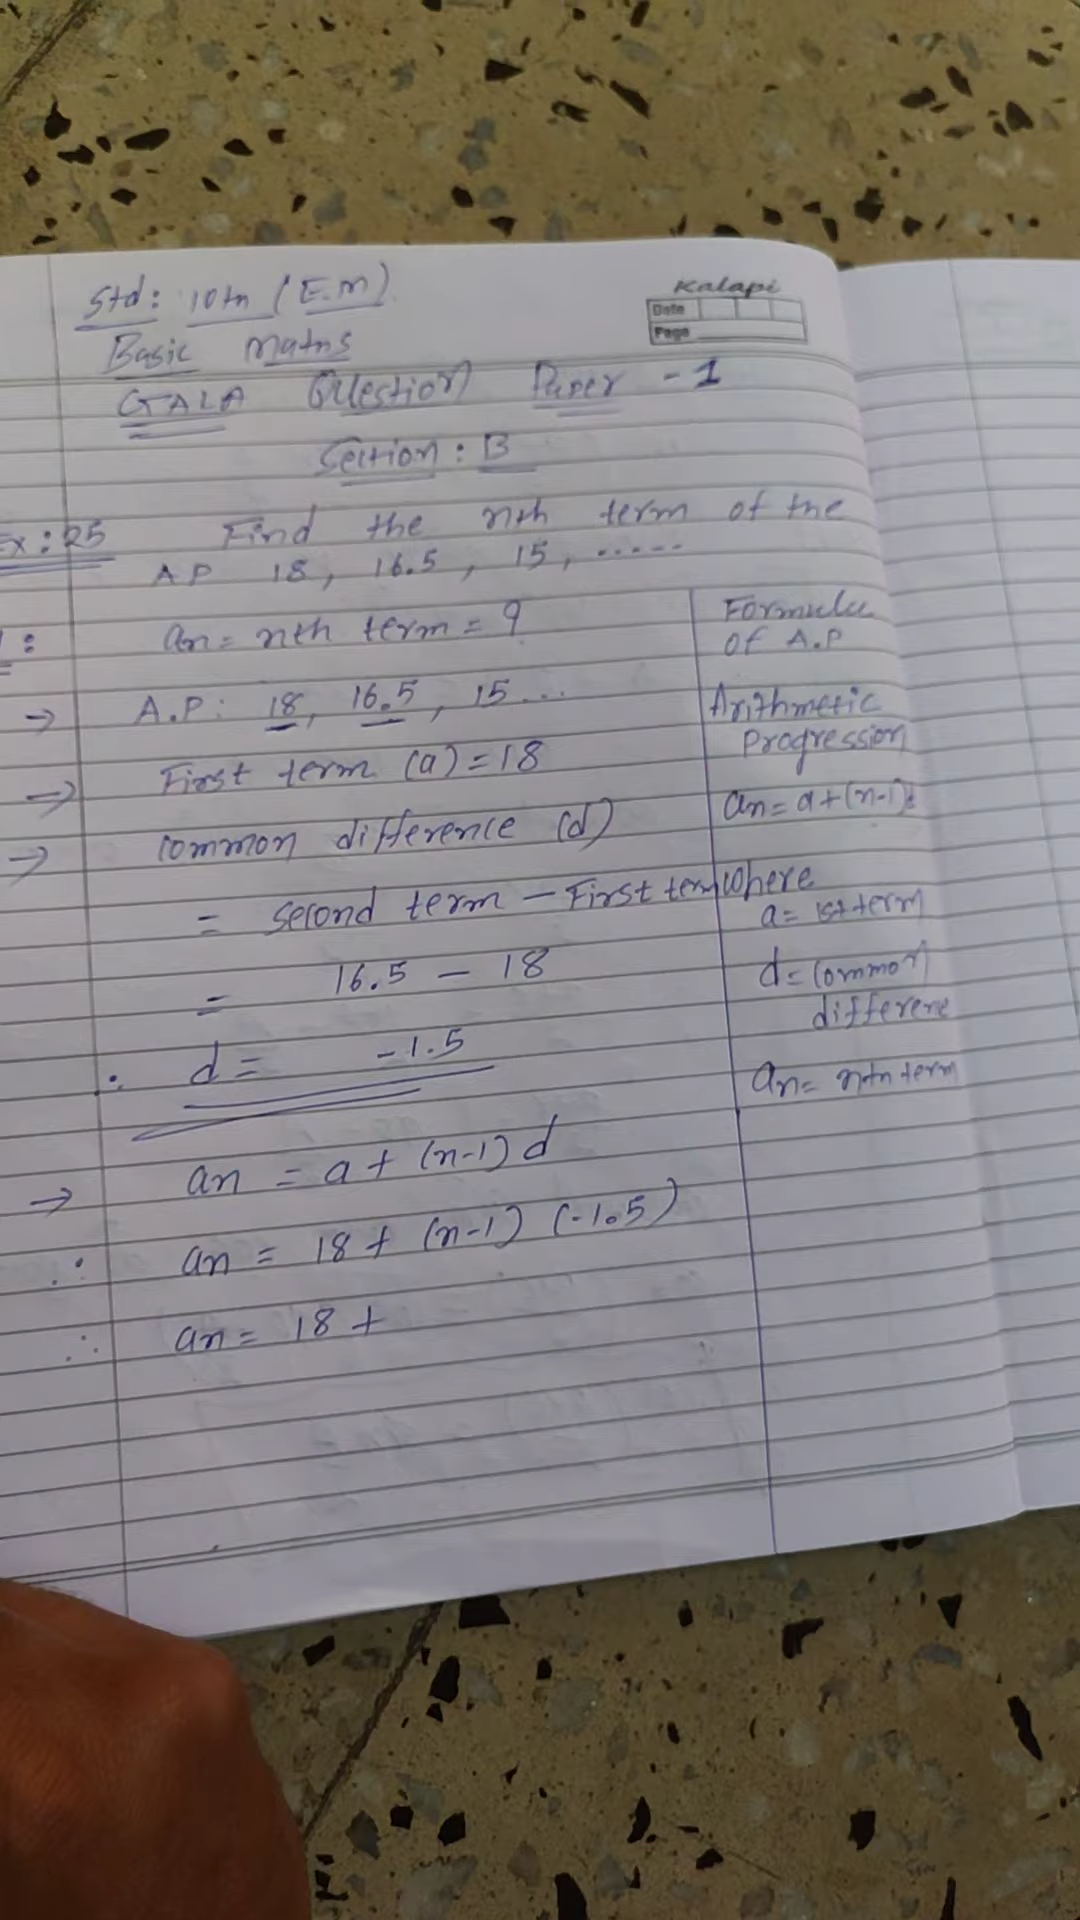 Std: 10th (E.M)
Kalapi
Date
Page
Basic Maths
GALA Question Paper - 1
Section : B
Ex: 25 Find the nth term of the
A P 18, 16.5, 15, .....
an = nth term = ?
→ A.P: 18, 16.5, 15...
→ First term (a) = 18
→ common difference (d)
= second term - First term
= 16.5 - 18
∴ d = -1.5
→ an = a + (n-1) d
∴ an = 18 + (n-1) (-1.5)
∴ an = 18 +
Formula
of A.P
Arithmetic
Progression
an = a + (n-1)d
where
a = 1st term
d = common
differene
an = nth term